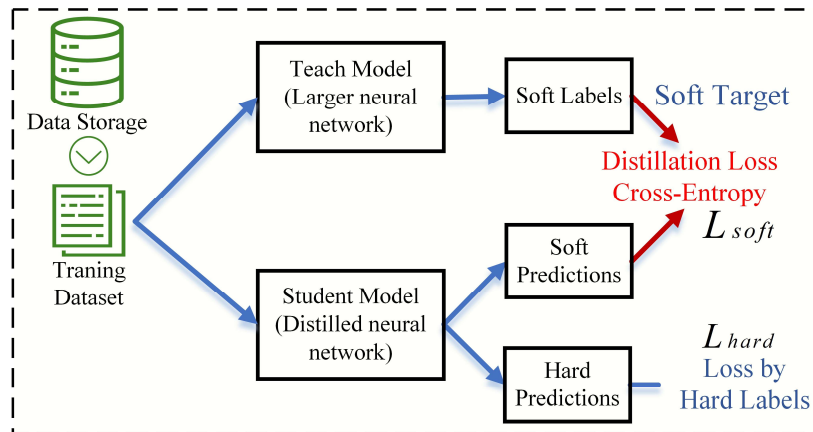 Data Storage
Traning
Dataset
Teach Model
(Larger neural
network)
Student Model
(Distilled neural
network)
Soft Labels
Soft Target
Distillation Loss
Cross-Entropy
L soft
Soft
Predictions
Hard
Predictions
L hard
Loss by
Hard Labels